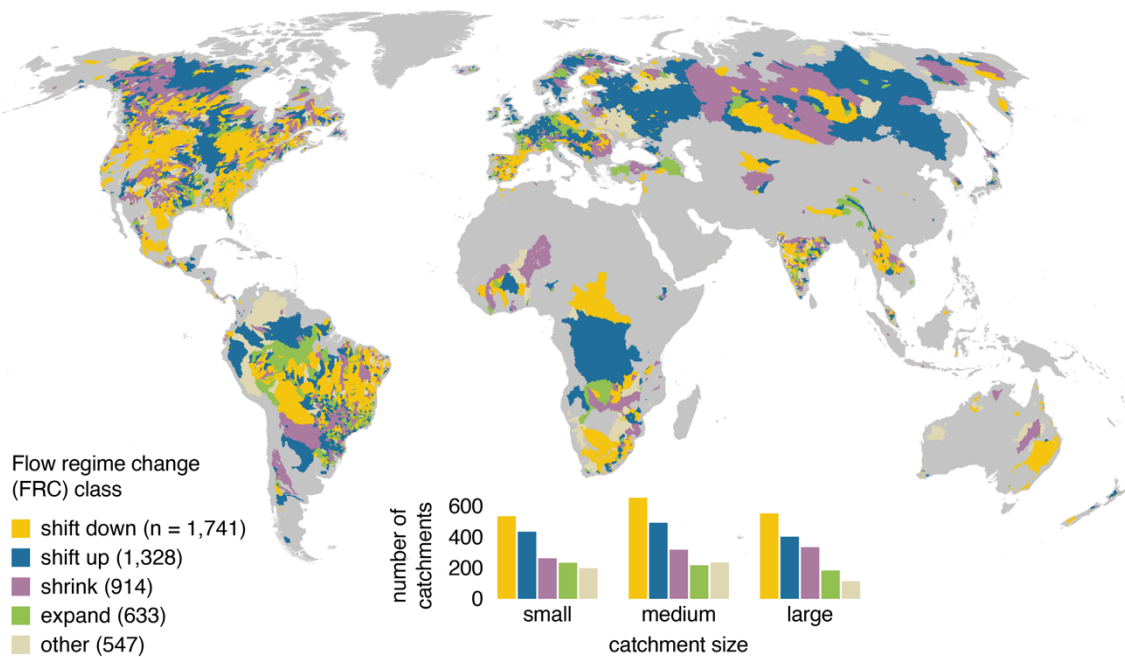 Flow regime change
(FRC) class
shift down (n = 1,741)
shift up (1,328)
shrink (914)
expand (633)
other (547)
number of
catchments
600
400
200
0
small
medium
large
catchment size